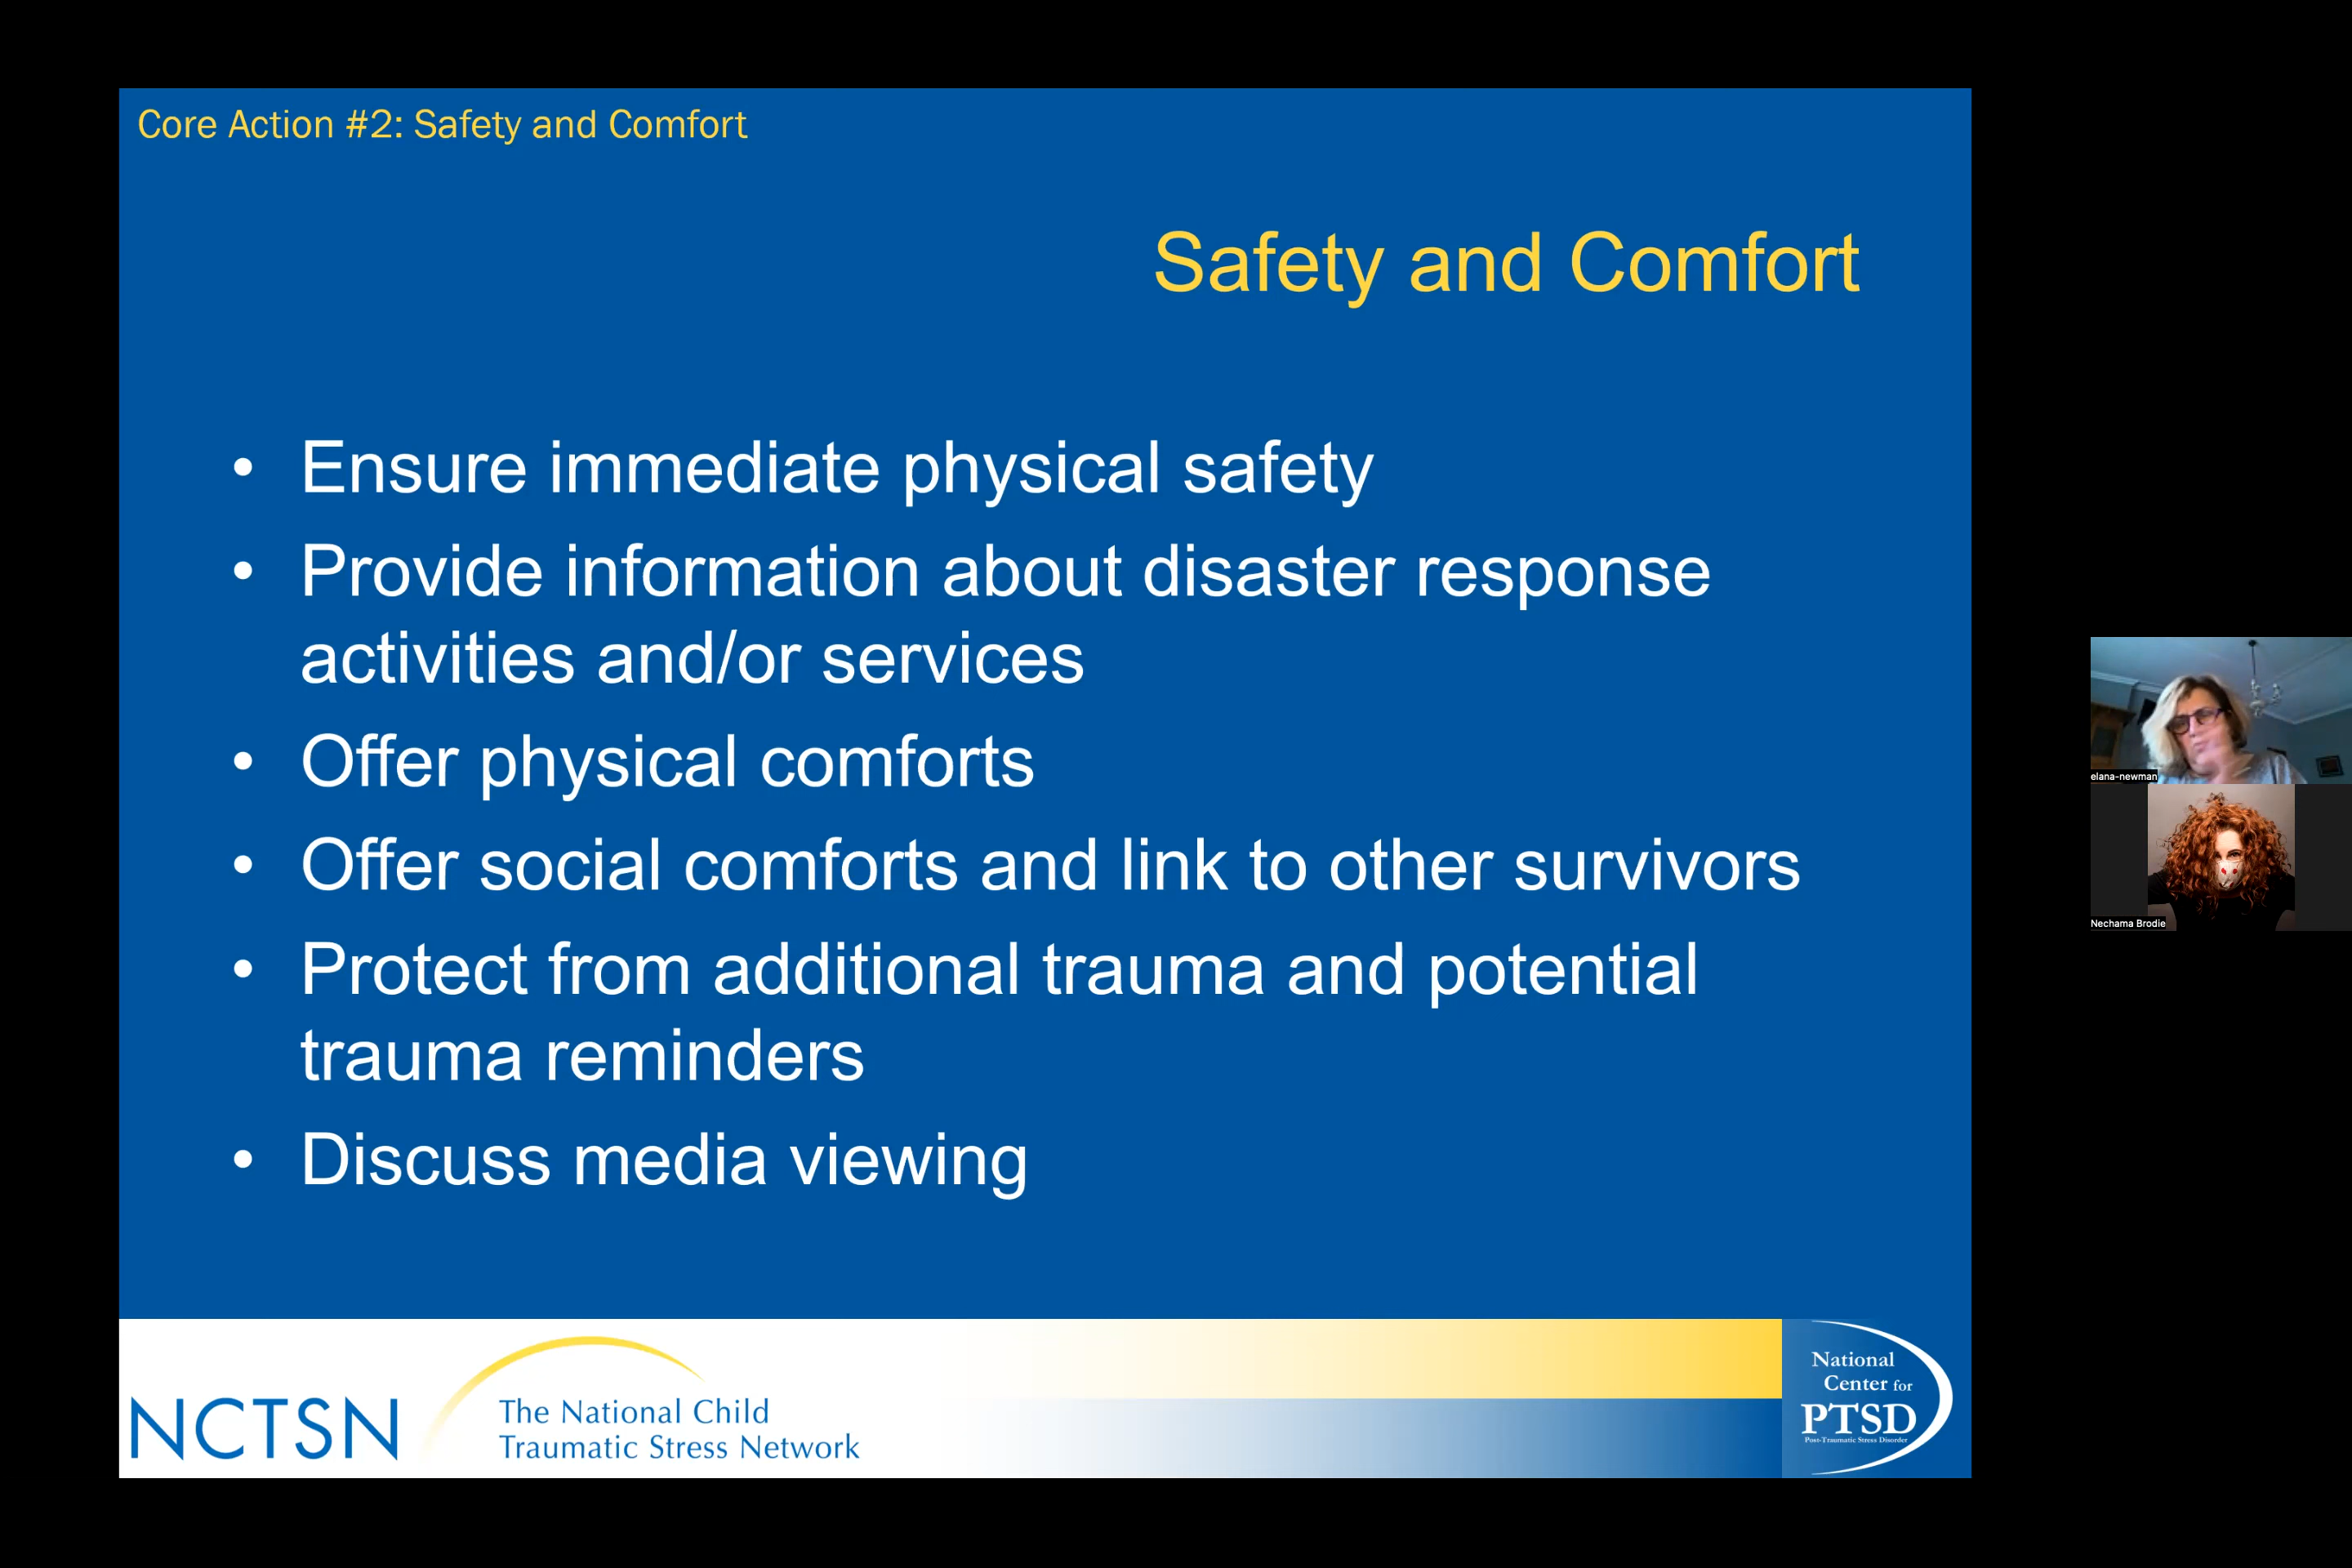 Core Action #2: Safety and Comfort
Safety and Comfort
• Ensure immediate physical safety
• Provide information about disaster response
activities and/or services
• Offer physical comforts
• Offer social comforts and link to other survivors
• Protect from additional trauma and potential
trauma reminders
• Discuss media viewing
elana-newman
Nechama Brodie
NCTSN
The National Child
Traumatic Stress Network
National
Center for
PTSD
Post-Traumatic Stress Disorder